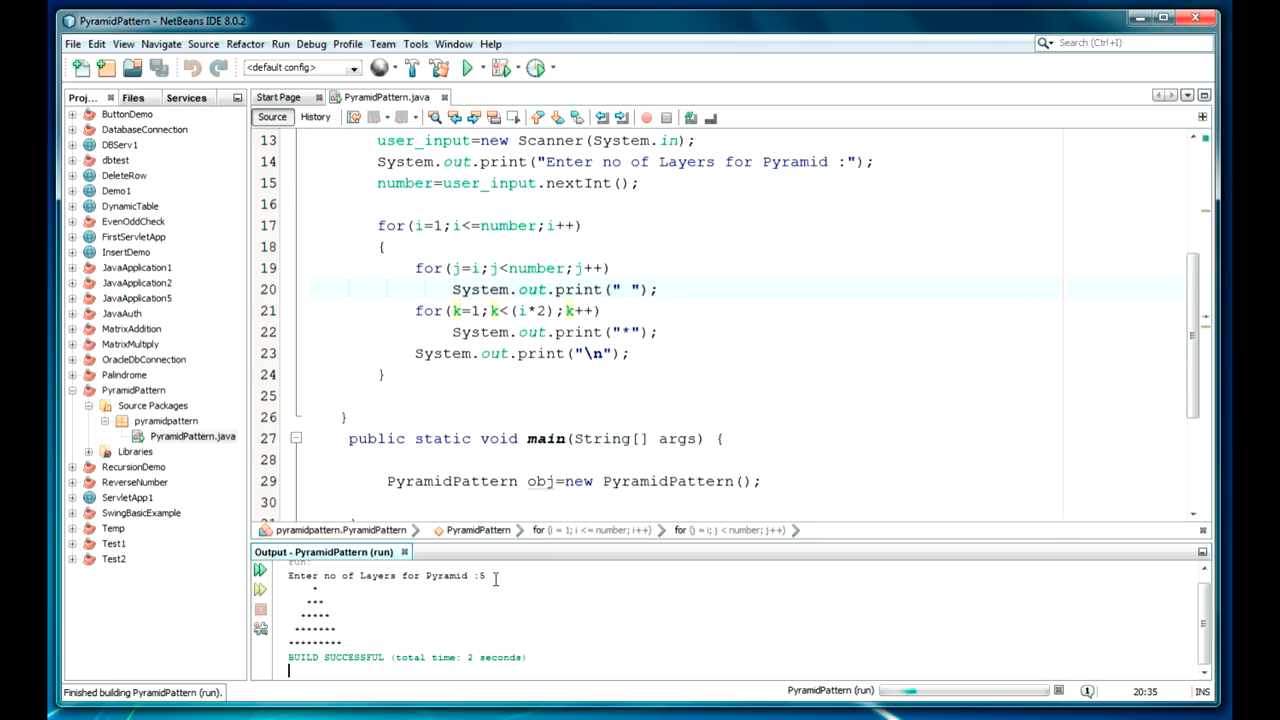 PyramidPattern - NetBeans IDE 8.0.2
File Edit View Navigate Source Refactor Run Debug Profile Team Tools Window Help
Search (Ctrl+I)
<default config>
Proj... Files Services
Start Page PyramidPattern.java
Source History
ButtonDemo
DatabaseConnection
DBServ1
dbtest
DeleteRow
Demo1
DynamicTable
EvenOddCheck
FirstServletApp
InsertDemo
JavaApplication1
JavaApplication2
JavaApplication5
JavaAuth
MatrixAddition
MatrixMultiply
OracleDbConnection
Palindrome
PyramidPattern
Source Packages
pyramidpattern
PyramidPattern.java
Libraries
RecursionDemo
ReverseNumber
ServletApp1
SwingBasicExample
Temp
Test1
Test2
13 user_input=new Scanner(System.in);
14 System.out.print("Enter no of Layers for Pyramid :");
15 number=user_input.nextInt();
16
17 for(i=1;i<=number;i++)
18 {
19 for(j=i;j<number;j++)
20 System.out.print(" ");
21 for(k=1;k<(i*2);k++)
22 System.out.print("*");
23 System.out.print("\n");
24 }
25
26 }
27 public static void main(String[] args) {
28
29 PyramidPattern obj=new PyramidPattern();
30
pyramidpattern.PyramidPattern PyramidPattern for (i = 1; i <= number; i++) for (j = i; j < number; j++)
Output - PyramidPattern (run)
run:
Enter no of Layers for Pyramid :5
*
***
*****
*******
*********
BUILD SUCCESSFUL (total time: 2 seconds)
Finished building PyramidPattern (run).
PyramidPattern (run)
1
20:35
INS